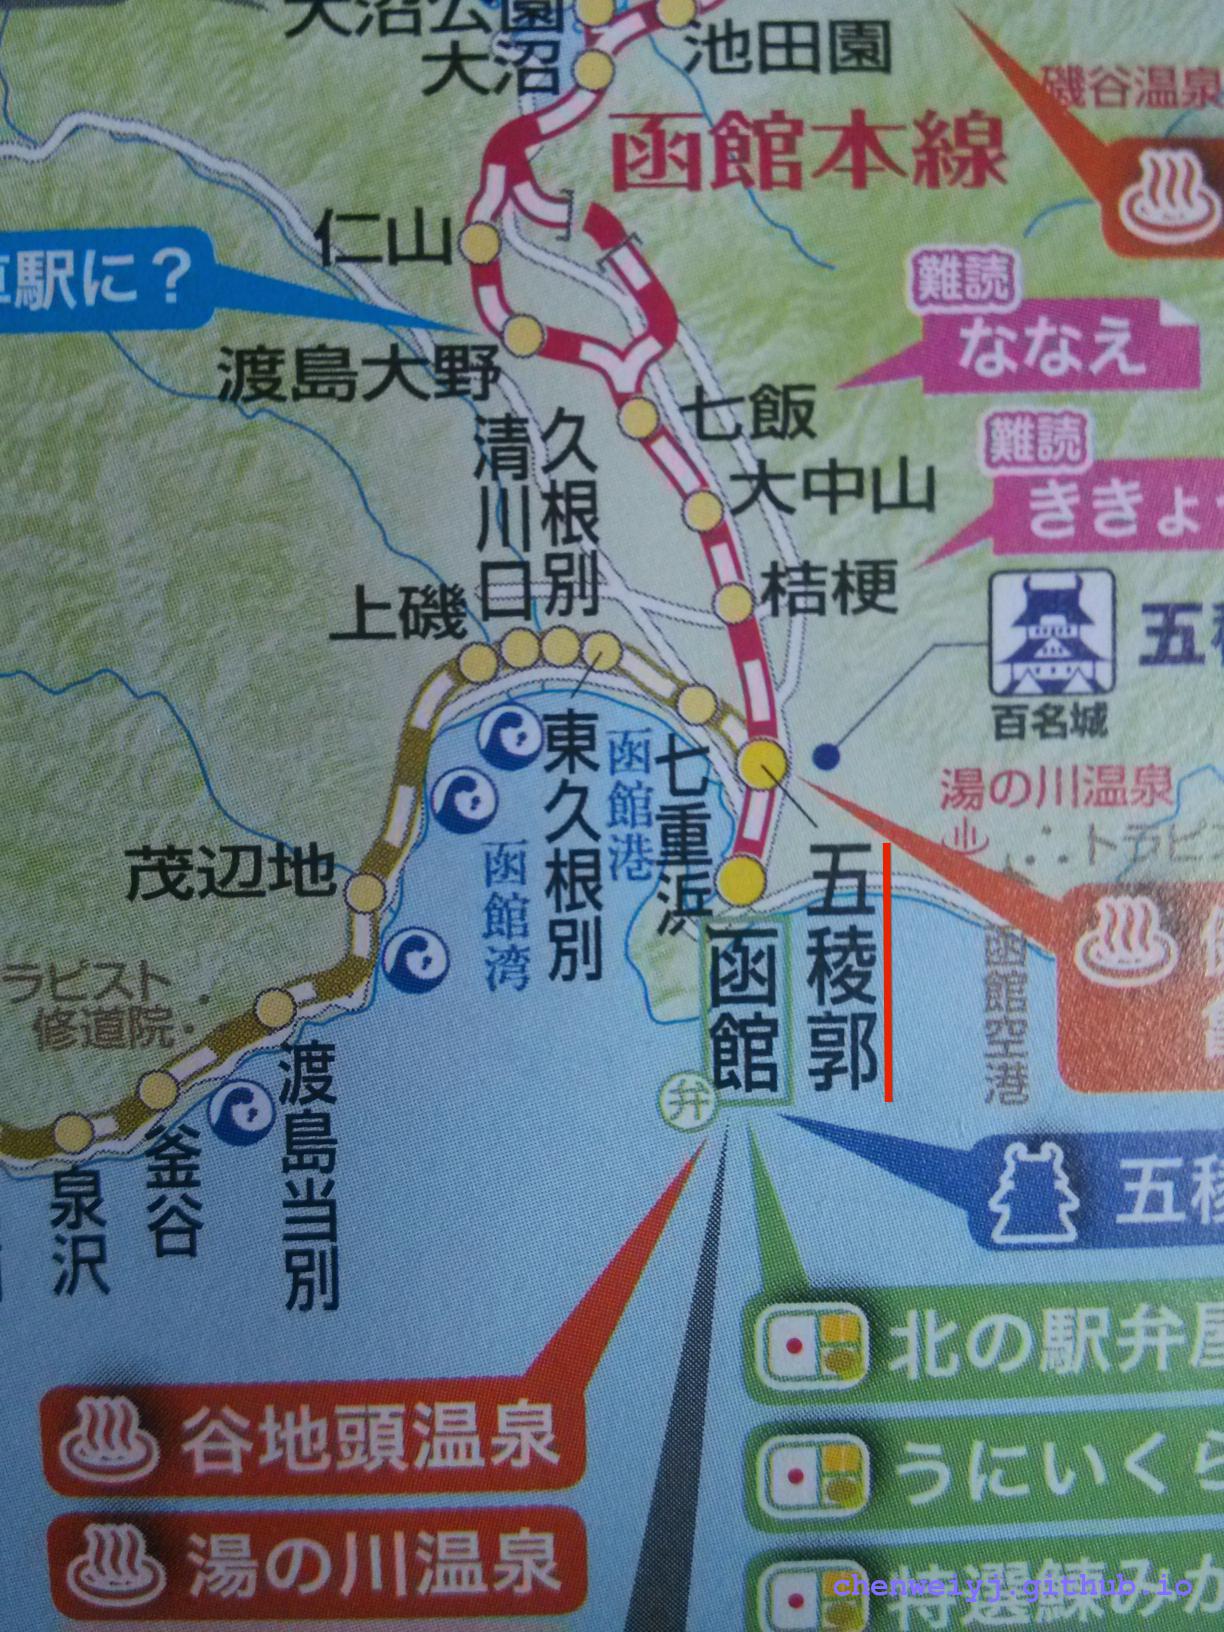 大沼公園
池田園
大沼
磯谷温泉
函館本線
仁山
駅に？
難読
ななえ
渡島大野
七飯
難読
ききょ
清川口
久根別
大中山
桔梗
上磯
百名城
五稜
東久根別
函館港
七重浜
湯の川温泉
トラピス
茂辺地
函館湾
五稜郭
函館
函館空港
ラピスト
修道院
弁
渡島当別
釜谷
泉沢
五稜
北の駅弁屋
谷地頭温泉
うにいくら
湯の川温泉
特選鰊みが
chenweiyj.github.io